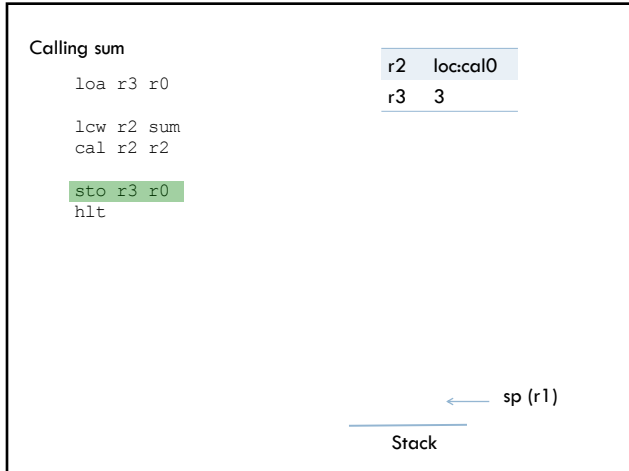 Calling sum
loa r3 r0
lcw r2 sum
cal r2 r2
sto r3 r0
hlt
r2 loc:cal0
r3 3
sp (r1)
Stack